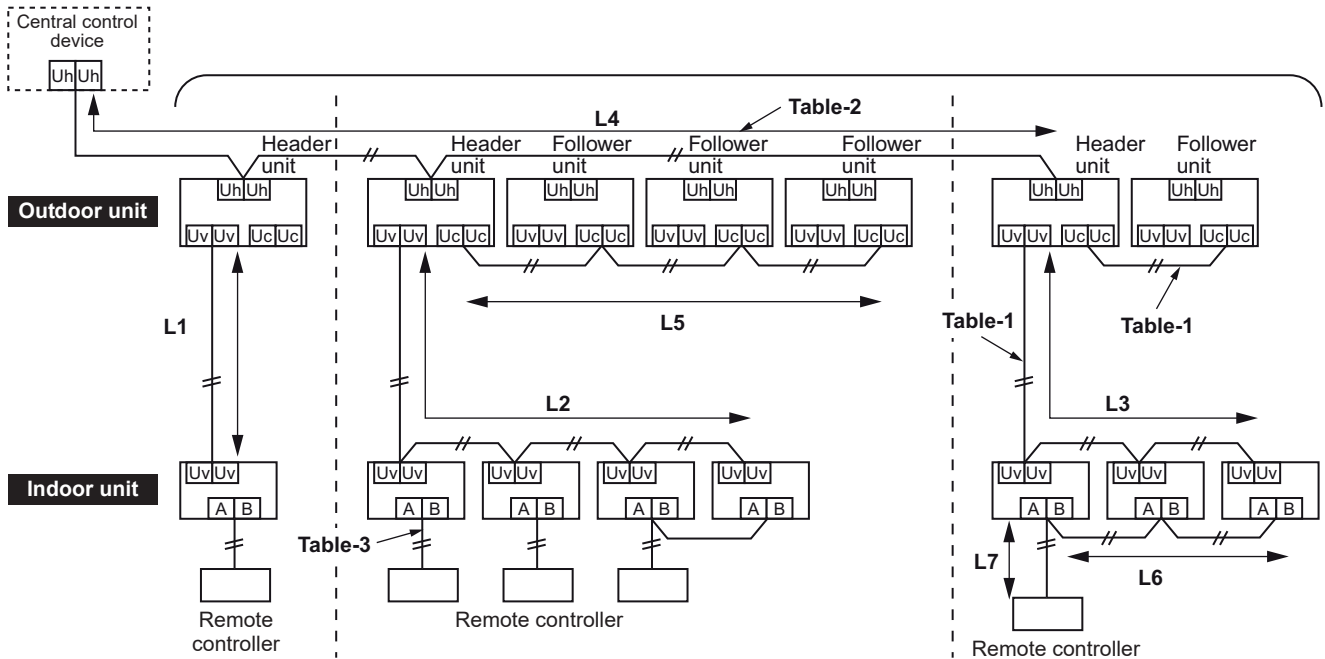 Central control
device
Uh Uh
L4
Table-2
Header
unit
Header
unit
Follower
unit
Follower
unit
Follower
unit
Header
unit
Follower
unit
Uh Uh
Uh Uh
Uh Uh
Uh Uh
Uh Uh
Uh Uh
Uh Uh
Outdoor unit
Uv Uv Uc Uc
Uv Uv Uc Uc
Uv Uv Uc Uc
Uv Uv Uc Uc
Uv Uv Uc Uc
Uv Uv Uc Uc
Uv Uv Uc Uc
L1
L5
Table-1
Table-1
L2
L3
Uv Uv
Uv Uv
Uv Uv
Uv Uv
Uv Uv
Uv Uv
Uv Uv
Uv Uv
Indoor unit
A B
A B
A B
A B
A B
A B
A B
A B
Table-3
L7
L6
Remote
controller
Remote controller
Remote controller